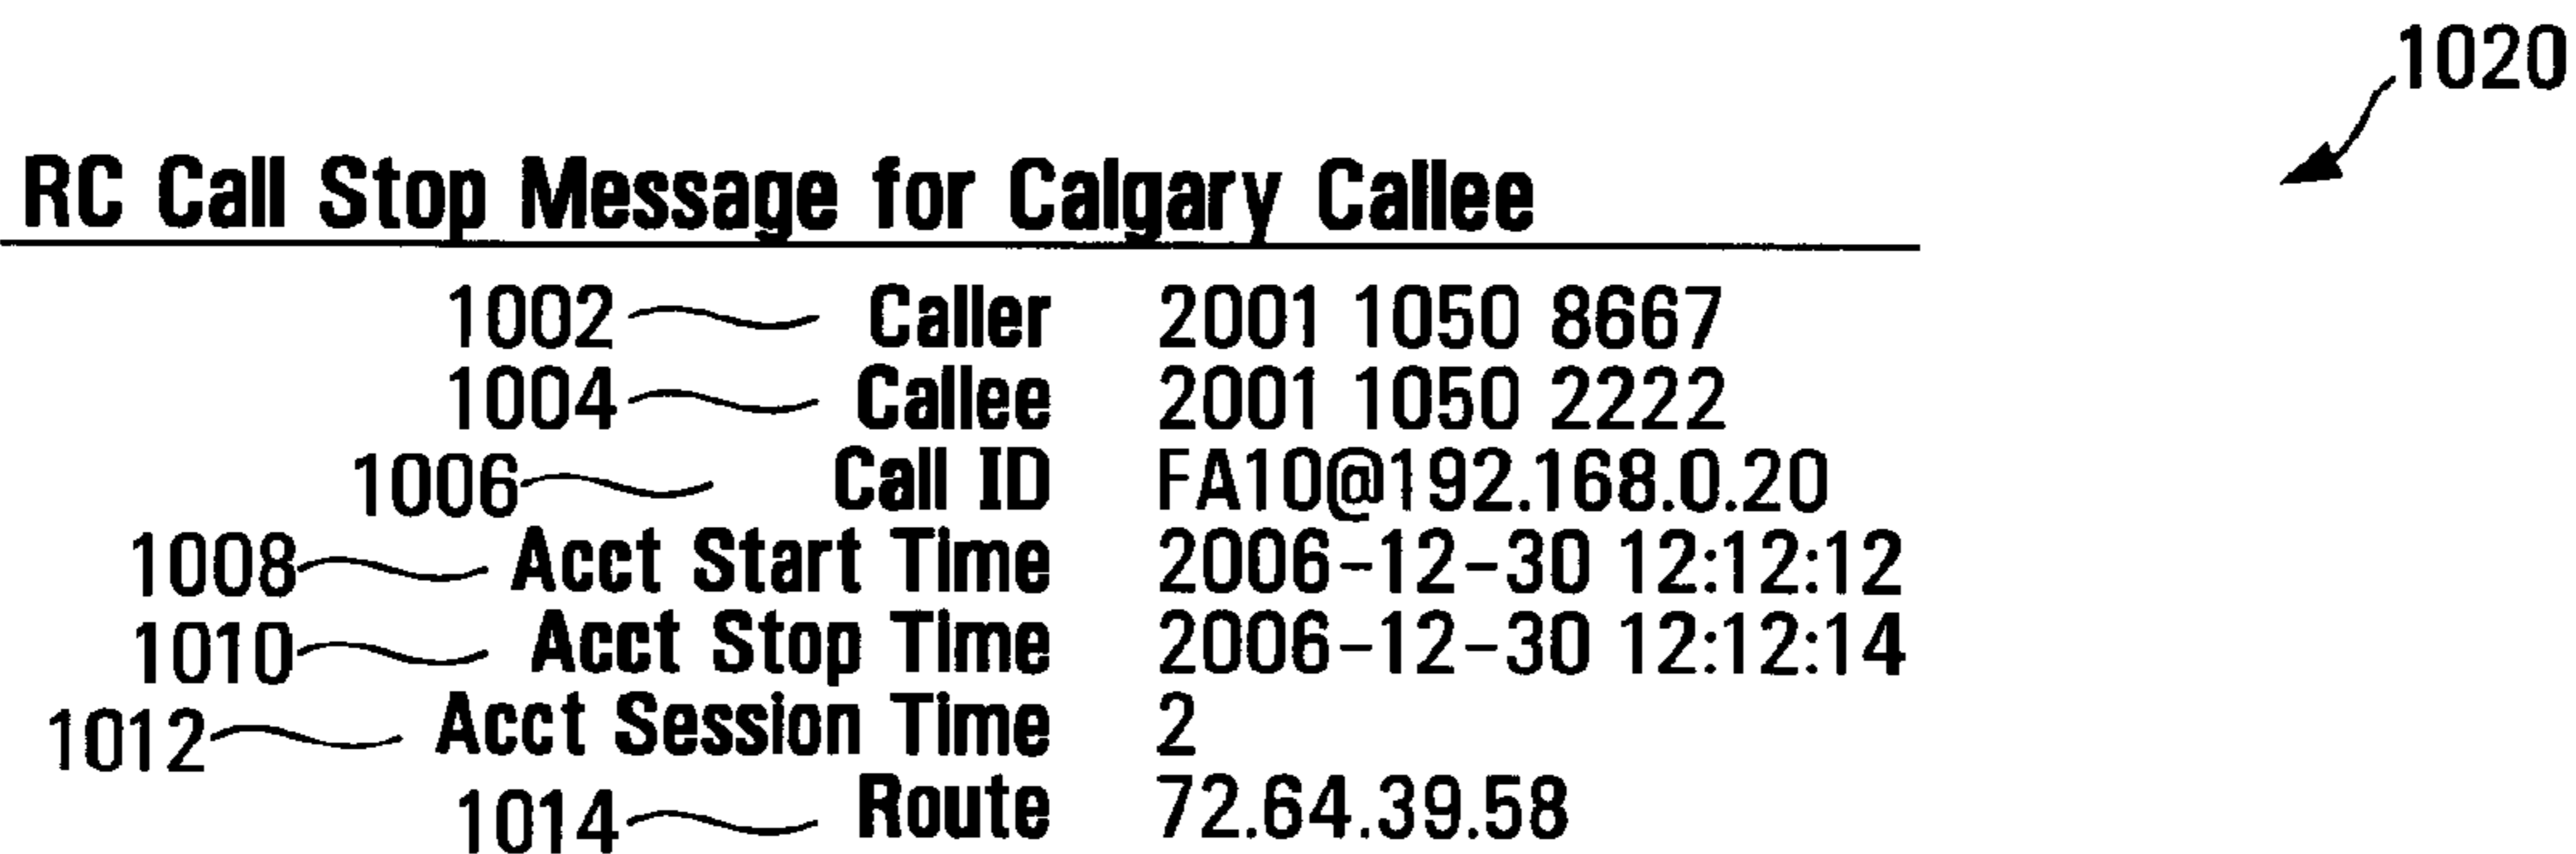 1020
RC Call Stop Message for Calgary Callee
1002 Caller 2001 1050 8667
1004 Callee 2001 1050 2222
1006 Call ID FA10@192.168.0.20
1008 Acct Start Time 2006-12-30 12:12:12
1010 Acct Stop Time 2006-12-30 12:12:14
1012 Acct Session Time 2
1014 Route 72.64.39.58